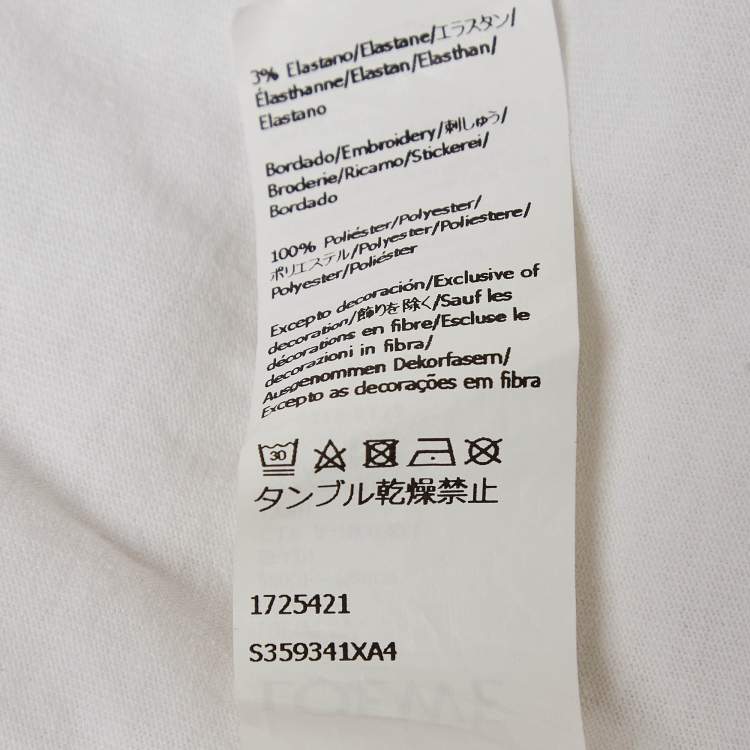 3% Elastano/Elastane/エラスタン/
Élasthanne/Elastan/Elasthan/
Elastano
Bordado/Embroidery/刺しゅう/
Broderie/Ricamo/Stickerei/
Bordado
100% Poliéster/Polyester/
ポリエステル/Polyester/Poliestere/
Polyester/Poliéster
Excepto decoración/Exclusive of
decoration/飾りを除く/Sauf les
décorations en fibre/Escluse le
decorazioni in fibra/
Ausgenommen Dekorfasern/
Excepto as decorações em fibra
30
タンブル乾燥禁止
1725421
S359341XA4